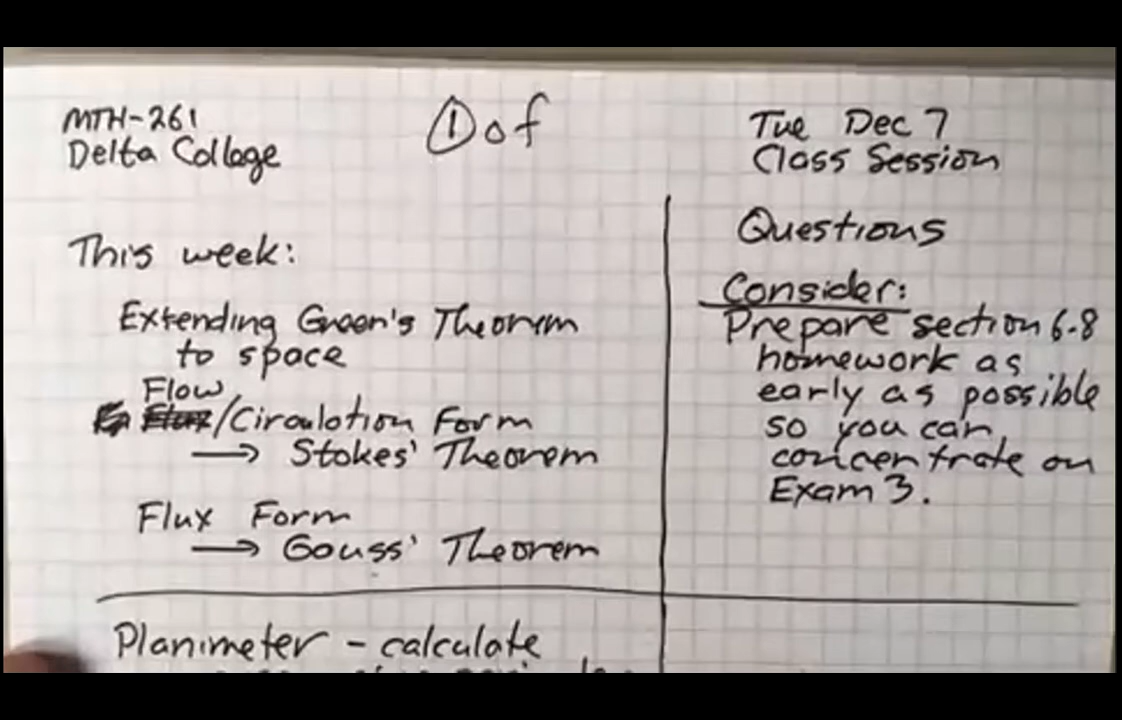 MTH-261
Delta College
① of
Tue Dec 7
Class Session
This week:
Extending Green's Theorem
to space
Flow
/Circulation Form
→ Stokes' Theorem
Flux Form
→ Gauss' Theorem
Planimeter - calculate
Questions
Consider:
Prepare section 6.8
homework as
early as possible
so you can
concentrate on
Exam 3.